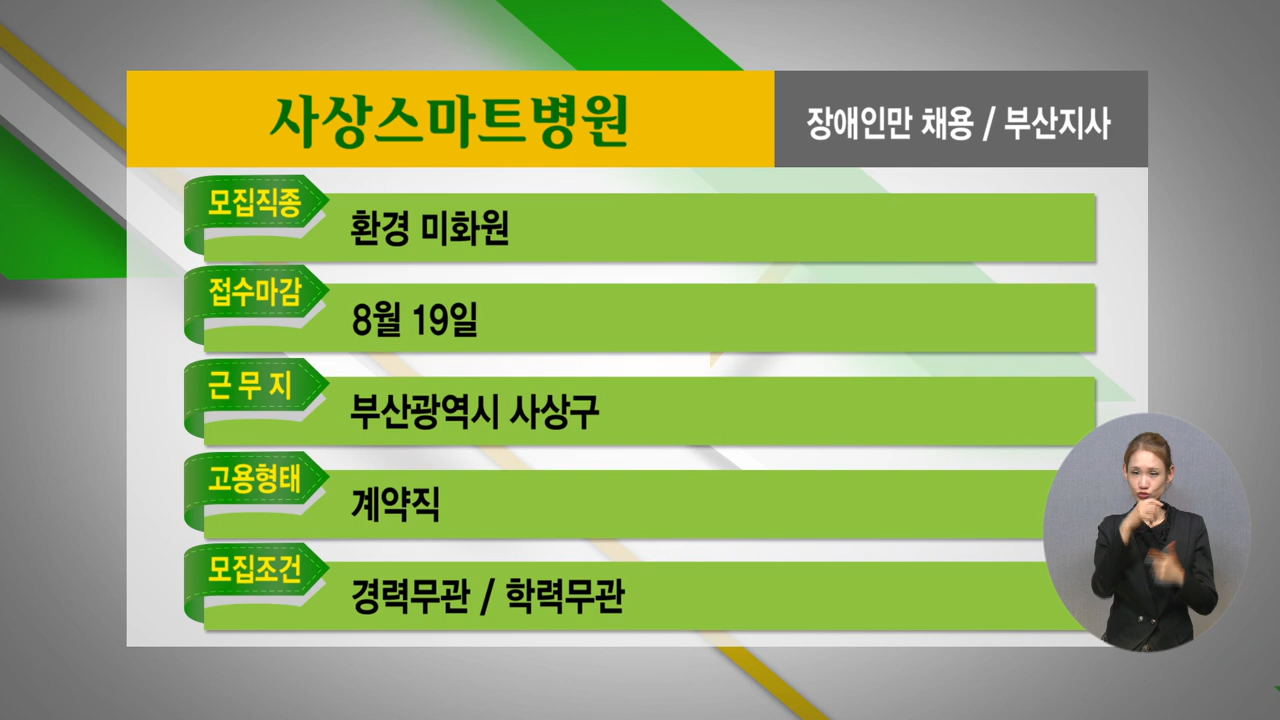 사상스마트병원
장애인만 채용 / 부산지사
모집직종
환경 미화원
접수마감
8월 19일
근 무 지
부산광역시 사상구
고용형태
계약직
모집조건
경력무관 / 학력무관